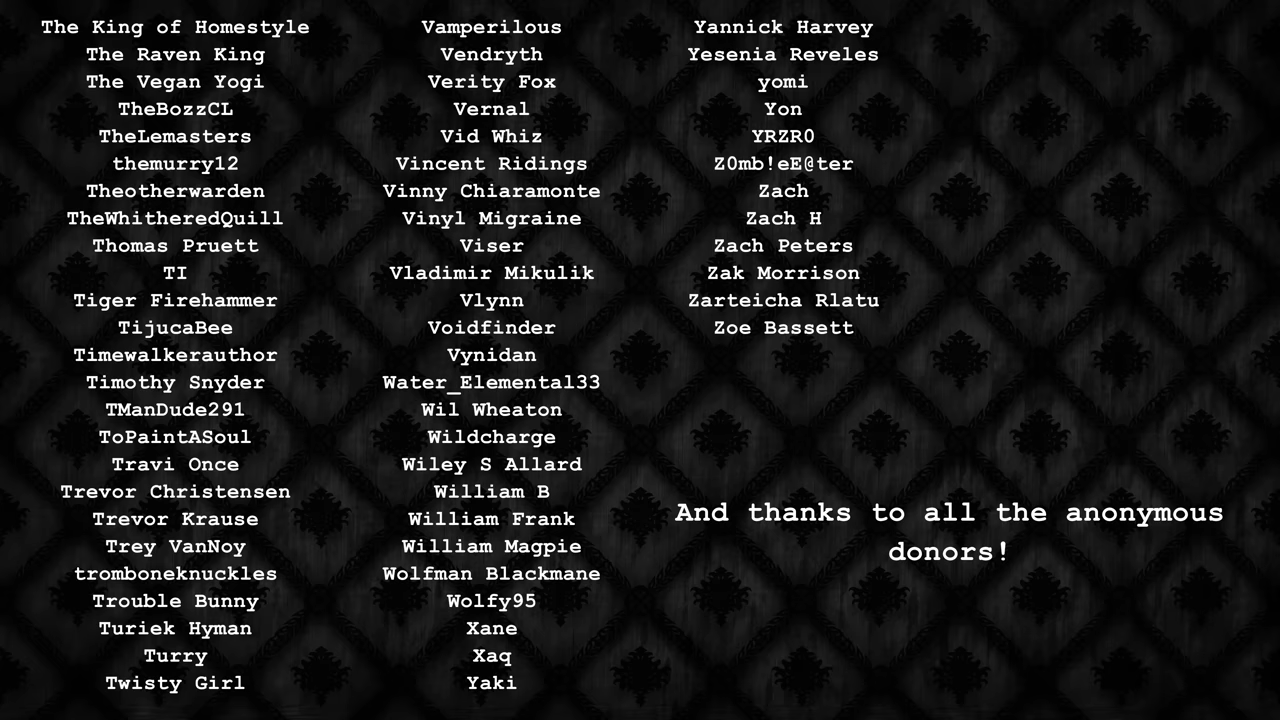 The King of Homestyle
The Raven King
The Vegan Yogi
TheBozzCL
TheLemasters
themurry12
Theotherwarden
TheWhitheredQuill
Thomas Pruett
TI
Tiger Firehammer
TijucaBee
Timewalkerauthor
Timothy Snyder
TManDude291
ToPaintASoul
Travi Once
Trevor Christensen
Trevor Krause
Trey VanNoy
tromboneknuckles
Trouble Bunny
Turiek Hyman
Turry
Twisty Girl
Vamperilous
Vendryth
Verity Fox
Vernal
Vid Whiz
Vincent Ridings
Vinny Chiaramonte
Vinyl Migraine
Viser
Vladimir Mikulik
Vlynn
Voidfinder
Vynidan
Water_Elemental33
Wil Wheaton
Wildcharge
Wiley S Allard
William B
William Frank
William Magpie
Wolfman Blackmane
Wolfy95
Xane
Xaq
Yaki
Yannick Harvey
Yesenia Reveles
yomi
Yon
YRZR0
Z0mb!eE@ter
Zach
Zach H
Zach Peters
Zak Morrison
Zarteicha Rlatu
Zoe Bassett
And thanks to all the anonymous
donors!